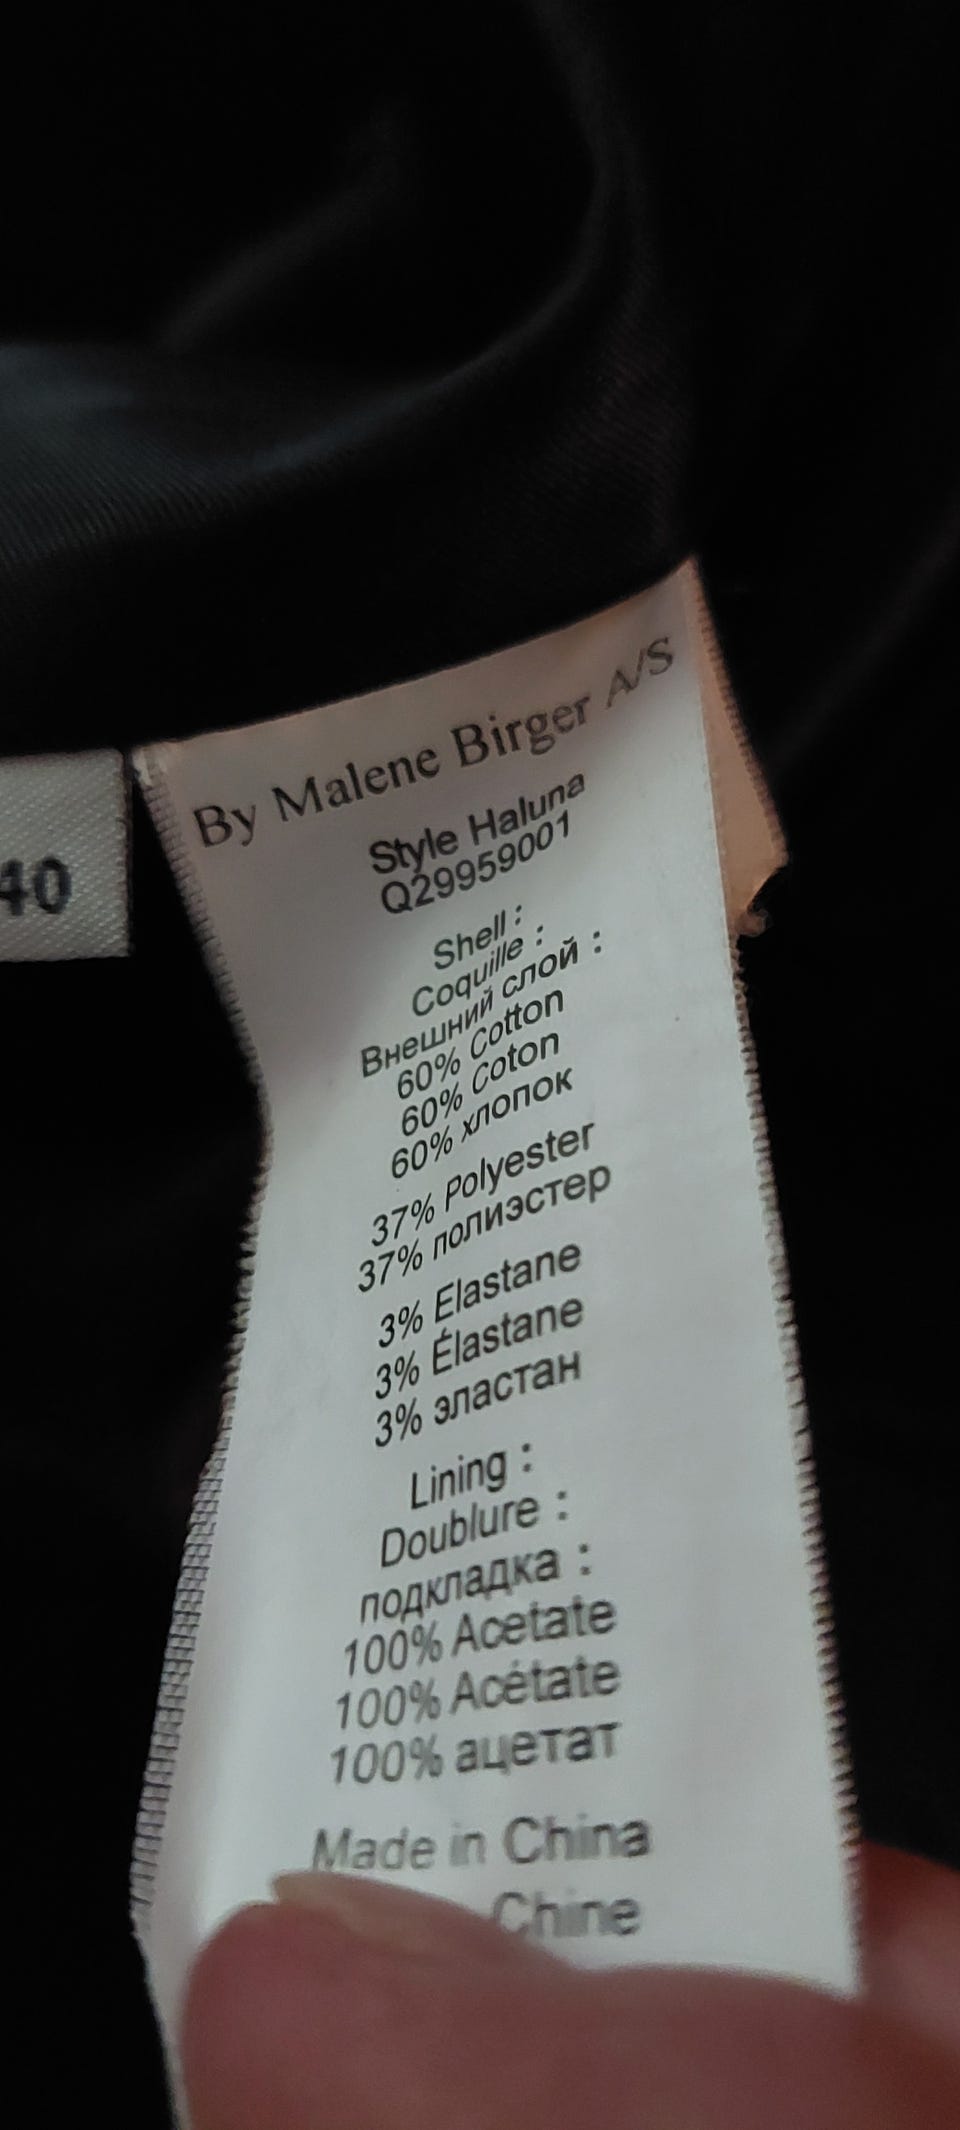 40
By Malene Birger A/S
Style Haluna
Q29959001
Shell :
Coquille :
Внешний слой :
60% Cotton
60% Coton
60% хлопок
37% Polyester
37% полиэстер
3% Elastane
3% Élastane
3% эластан
Lining :
Doublure :
подкладка :
100% Acetate
100% Acétate
100% ацетат
Made in China
Chine